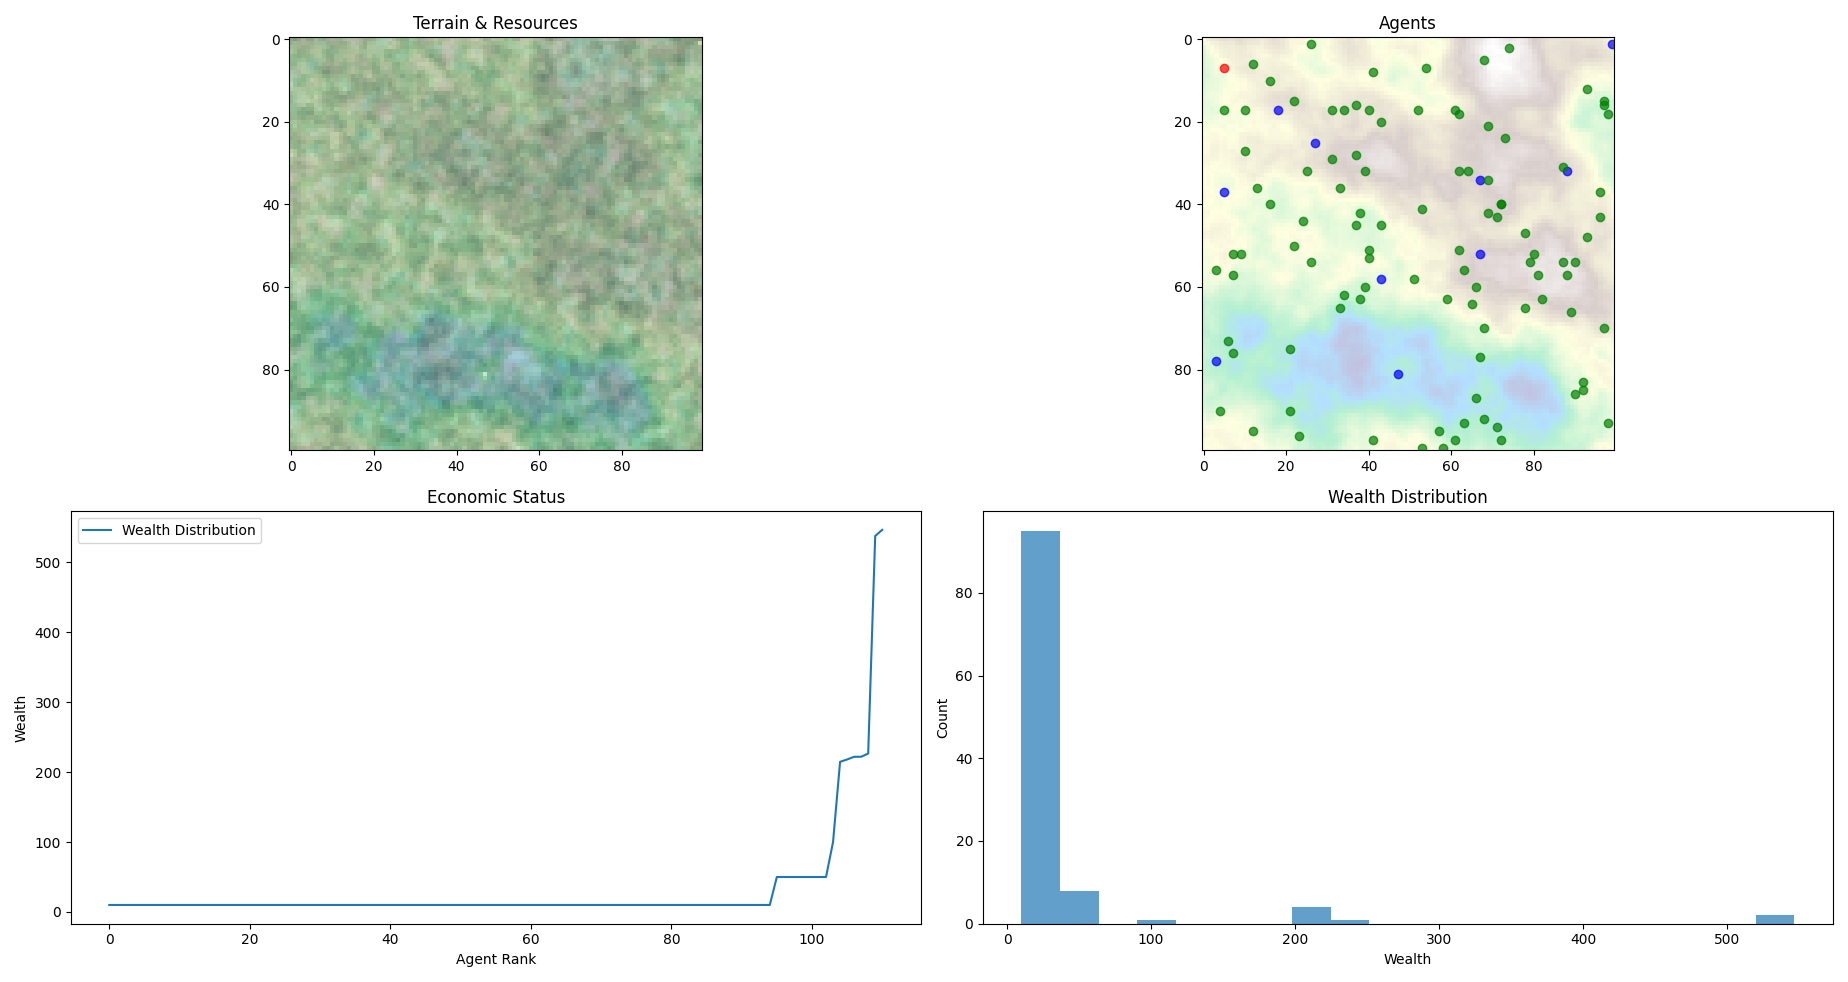 Terrain & Resources
0
20
40
60
80
0 20 40 60 80
Agents
0
20
40
60
80
0 20 40 60 80
Economic Status
Wealth Distribution
500
400
300
200
100
0
Wealth
0 20 40 60 80 100
Agent Rank
Wealth Distribution
80
60
40
20
0
Count
0 100 200 300 400 500
Wealth